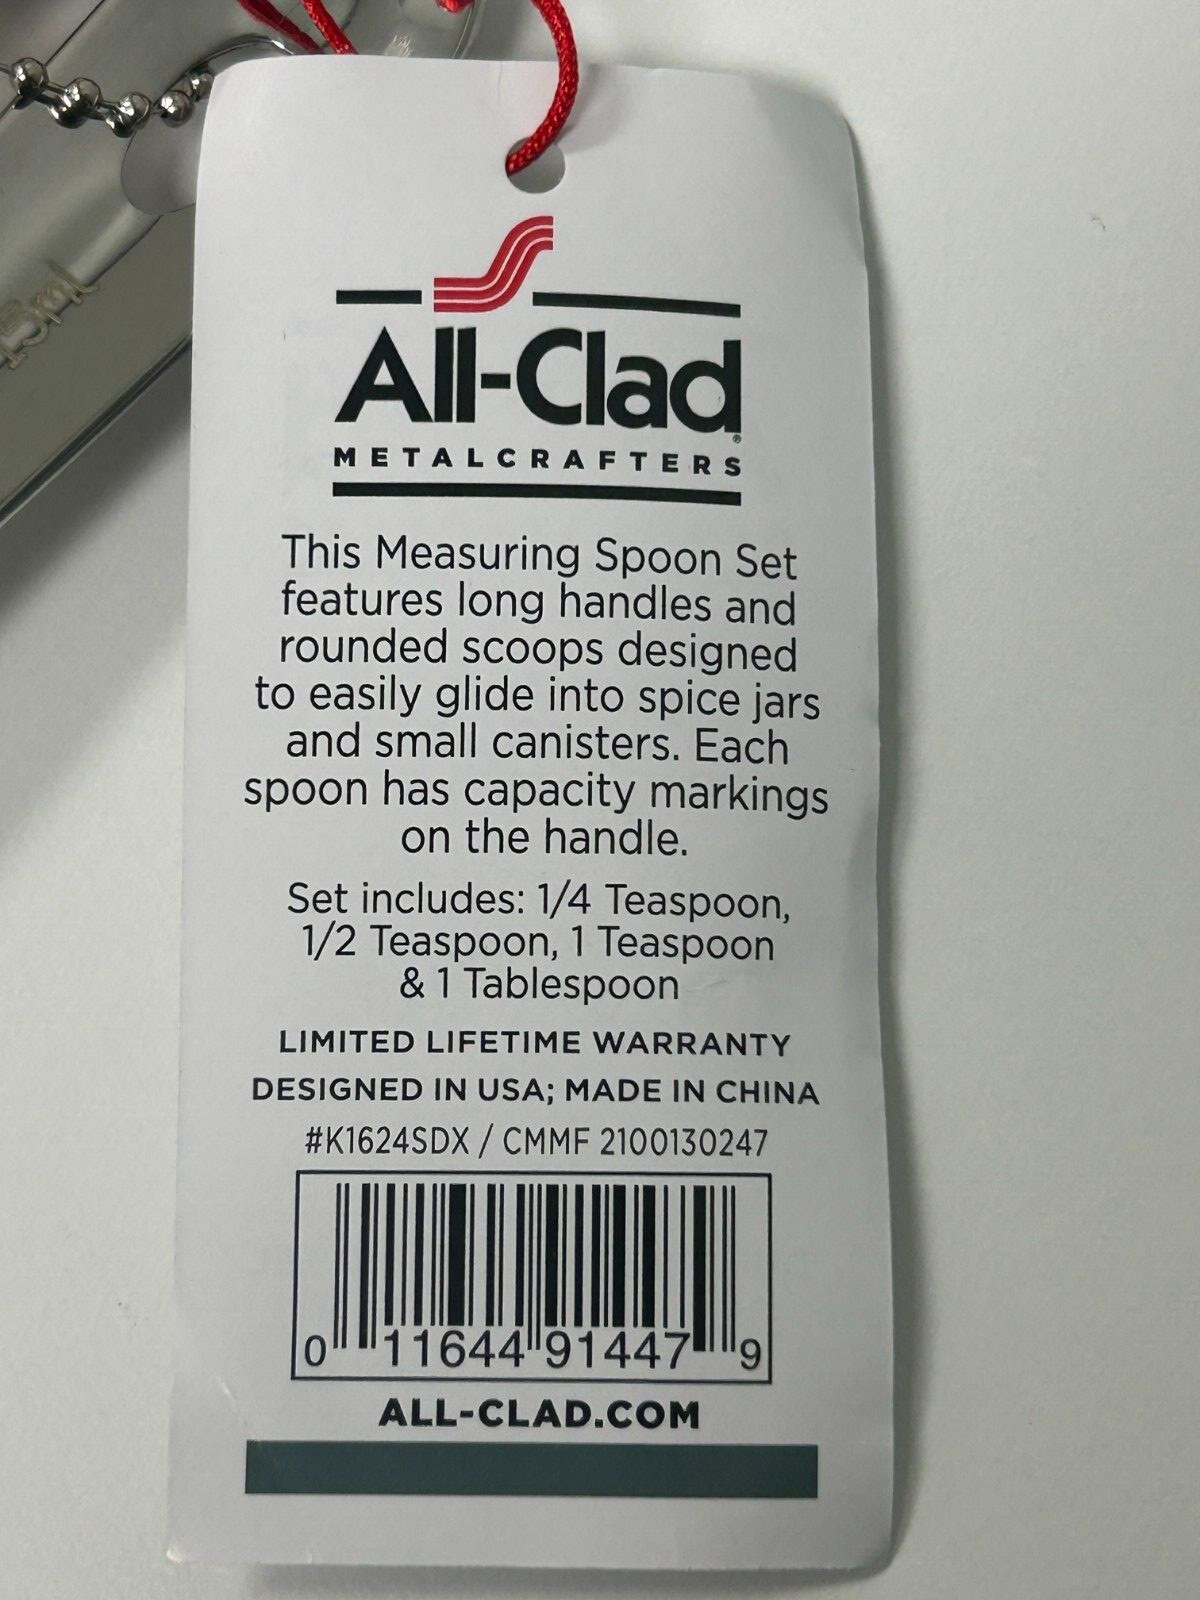 15ml
All-Clad®
METALCRAFTERS
This Measuring Spoon Set
features long handles and
rounded scoops designed
to easily glide into spice jars
and small canisters. Each
spoon has capacity markings
on the handle.
Set includes: 1/4 Teaspoon,
1/2 Teaspoon, 1 Teaspoon
& 1 Tablespoon
LIMITED LIFETIME WARRANTY
DESIGNED IN USA; MADE IN CHINA
#K1624SDX / CMMF 2100130247
0 11644 91447 9
ALL-CLAD.COM